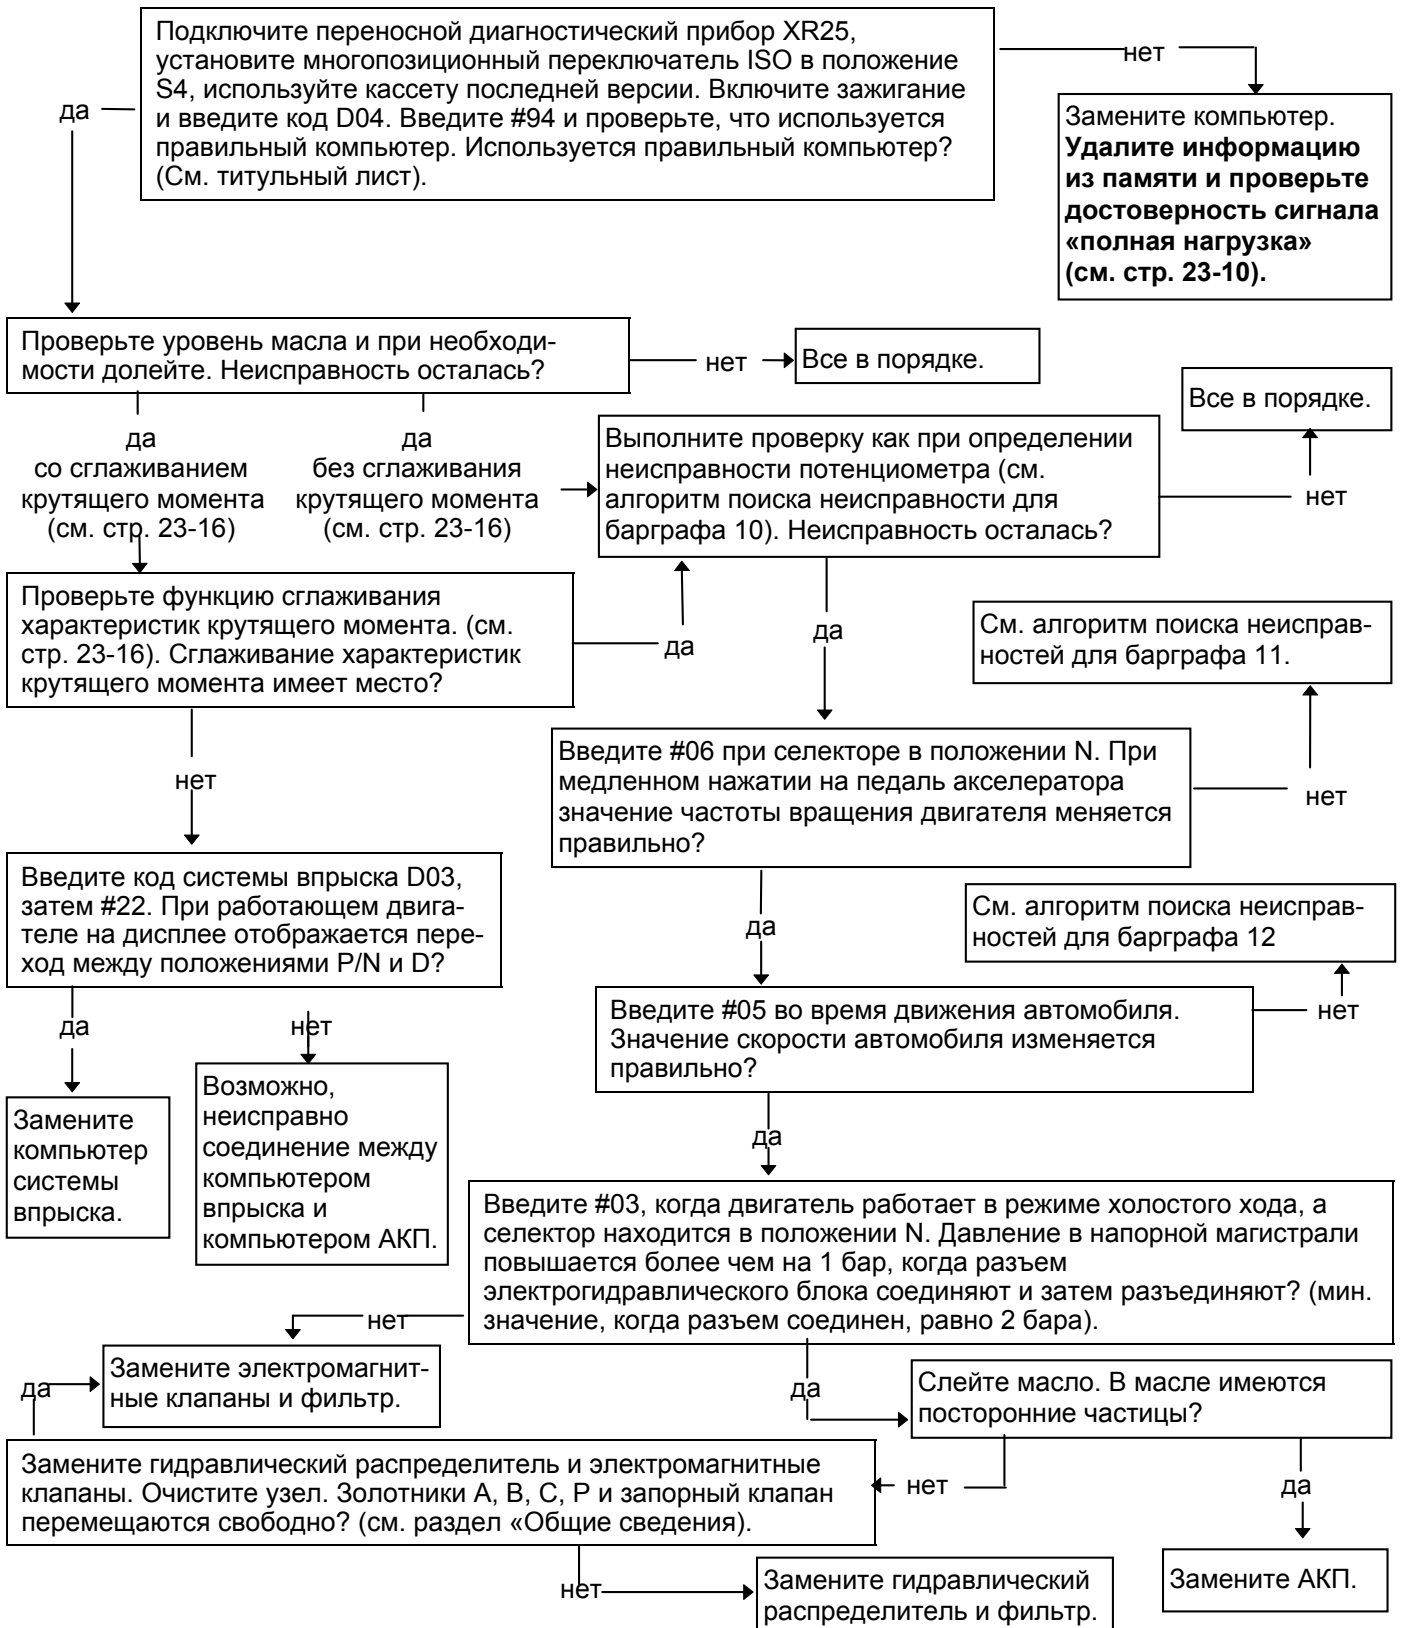 Подключите переносной диагностический прибор XR25,
установите многопозиционный переключатель ISO в положение
S4, используйте кассету последней версии. Включите зажигание
и введите код D04. Введите #94 и проверьте, что используется
правильный компьютер. Используется правильный компьютер?
(См. титульный лист).
нет
да
Замените компьютер.
Удалите информацию
из памяти и проверьте
достоверность сигнала
«полная нагрузка»
(см. стр. 23-10).
Проверьте уровень масла и при необходи-
мости долейте. Неисправность осталась?
нет
Все в порядке.
Все в порядке.
да
со сглаживанием
крутящего момента
(см. стр. 23-16)
да
без сглаживания
крутящего момента
(см. стр. 23-16)
Выполните проверку как при определении
неисправности потенциометра (см.
алгоритм поиска неисправности для
барграфа 10). Неисправность осталась?
нет
Проверьте функцию сглаживания
характеристик крутящего момента. (см.
стр. 23-16). Сглаживание характеристик
крутящего момента имеет место?
да
да
См. алгоритм поиска неисправ-
ностей для барграфа 11.
нет
Введите #06 при селекторе в положении N. При
медленном нажатии на педаль акселератора
значение частоты вращения двигателя меняется
правильно?
нет
Введите код системы впрыска D03,
затем #22. При работающем двига-
теле на дисплее отображается пере-
ход между положениями P/N и D?
да
См. алгоритм поиска неисправ-
ностей для барграфа 12
да
нет
Введите #05 во время движения автомобиля.
Значение скорости автомобиля изменяется
правильно?
нет
Замените
компьютер
системы
впрыска.
Возможно,
неисправно
соединение между
компьютером
впрыска и
компьютером АКП.
да
Введите #03, когда двигатель работает в режиме холостого хода, а
селектор находится в положении N. Давление в напорной магистрали
повышается более чем на 1 бар, когда разъем
электрогидравлического блока соединяют и затем разъединяют? (мин.
значение, когда разъем соединен, равно 2 бара).
нет
Замените электромагнит-
ные клапаны и фильтр.
да
да
Слейте масло. В масле имеются
посторонние частицы?
Замените гидравлический распределитель и электромагнитные
клапаны. Очистите узел. Золотники A, B, C, P и запорный клапан
перемещаются свободно? (см. раздел «Общие сведения).
нет
да
нет
Замените гидравлический
распределитель и фильтр.
Замените АКП.